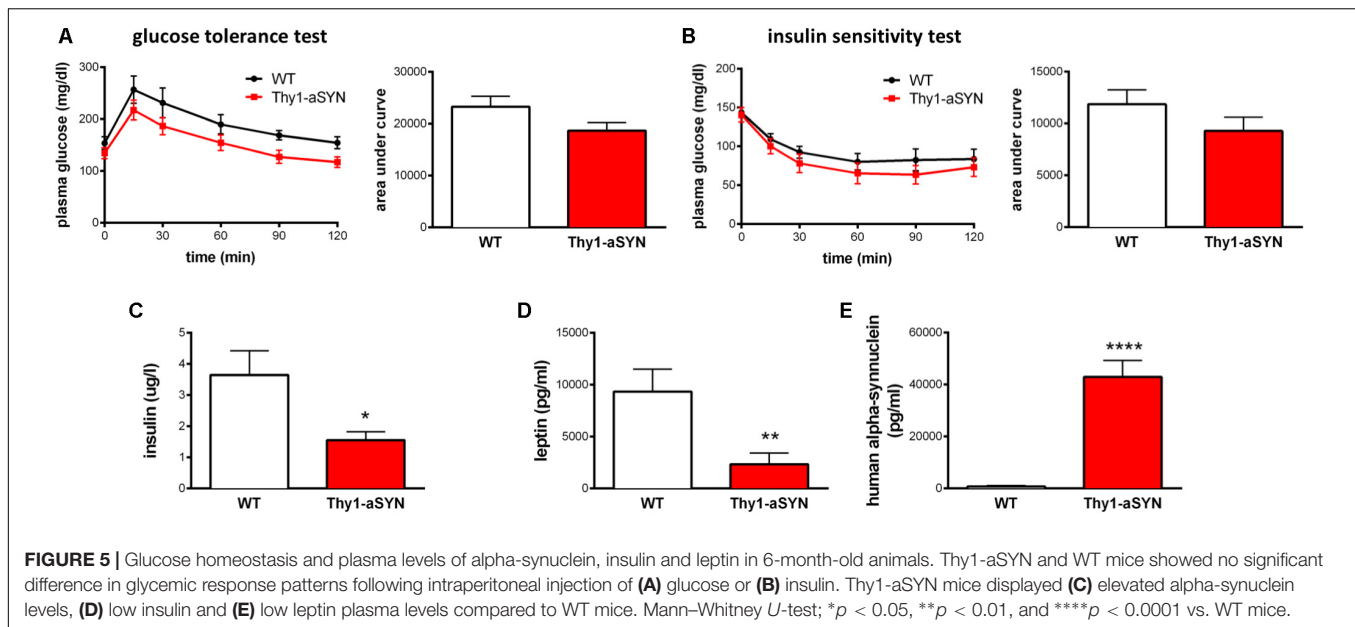 A glucose tolerance test
plasma glucose (mg/dl)
300
200
100
0
0 30 60 90 120
time (min)
WT
Thy1-aSYN
area under curve
30000
20000
10000
0
WT Thy1-aSYN
B insulin sensitivity test
plasma glucose (mg/dl)
200
150
100
50
0
0 30 60 90 120
time (min)
WT
Thy1-aSYN
area under curve
15000
10000
5000
0
WT Thy1-aSYN
C
insulin (ug/l)
5
4
3
2
1
0
*
WT Thy1-aSYN
D
leptin (pg/ml)
15000
10000
5000
0
**
WT Thy1-aSYN
E
human alpha-synnuclein
(pg/ml)
60000
40000
20000
0
****
WT Thy1-aSYN
FIGURE 5 | Glucose homeostasis and plasma levels of alpha-synuclein, insulin and leptin in 6-month-old animals. Thy1-aSYN and WT mice showed no significant
difference in glycemic response patterns following intraperitoneal injection of (A) glucose or (B) insulin. Thy1-aSYN mice displayed (C) elevated alpha-synuclein
levels, (D) low insulin and (E) low leptin plasma levels compared to WT mice. Mann–Whitney U-test; *p < 0.05, **p < 0.01, and ****p < 0.0001 vs. WT mice.